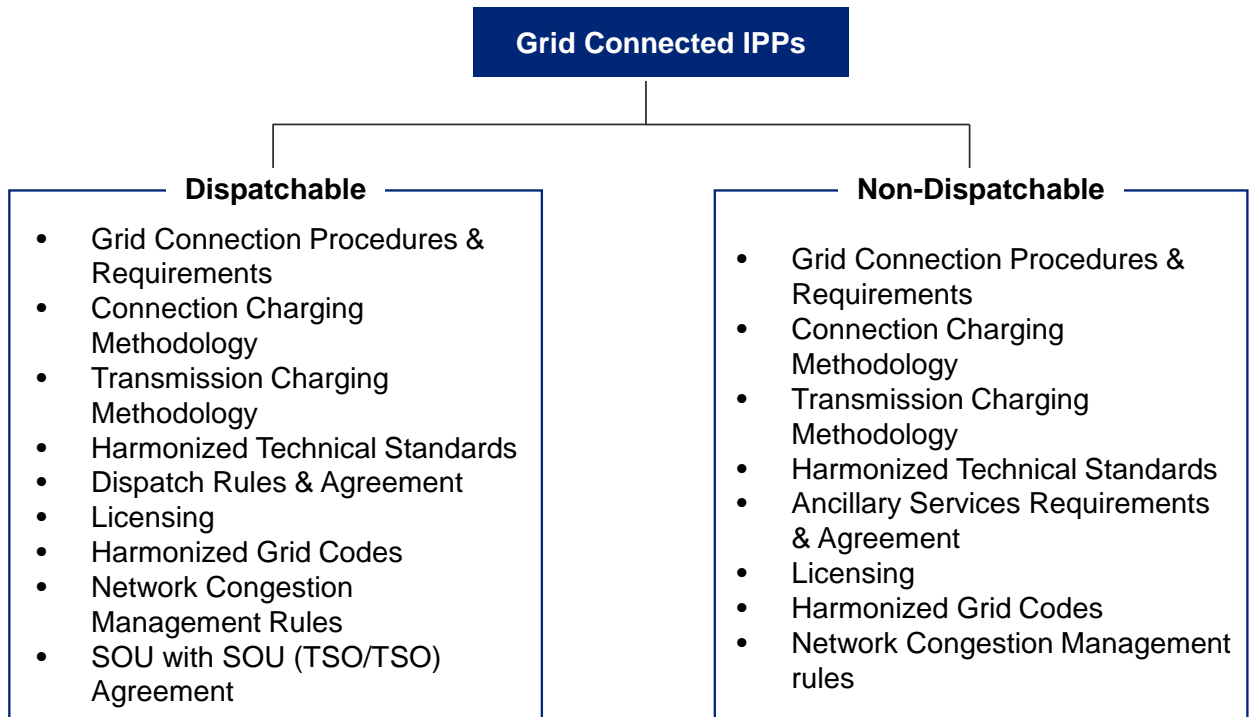 Grid Connected IPPs
Dispatchable
• Grid Connection Procedures &
Requirements
• Connection Charging
Methodology
• Transmission Charging
Methodology
• Harmonized Technical Standards
• Dispatch Rules & Agreement
• Licensing
• Harmonized Grid Codes
• Network Congestion
Management Rules
• SOU with SOU (TSO/TSO)
Agreement
Non-Dispatchable
• Grid Connection Procedures &
Requirements
• Connection Charging
Methodology
• Transmission Charging
Methodology
• Harmonized Technical Standards
• Ancillary Services Requirements
& Agreement
• Licensing
• Harmonized Grid Codes
• Network Congestion Management
rules